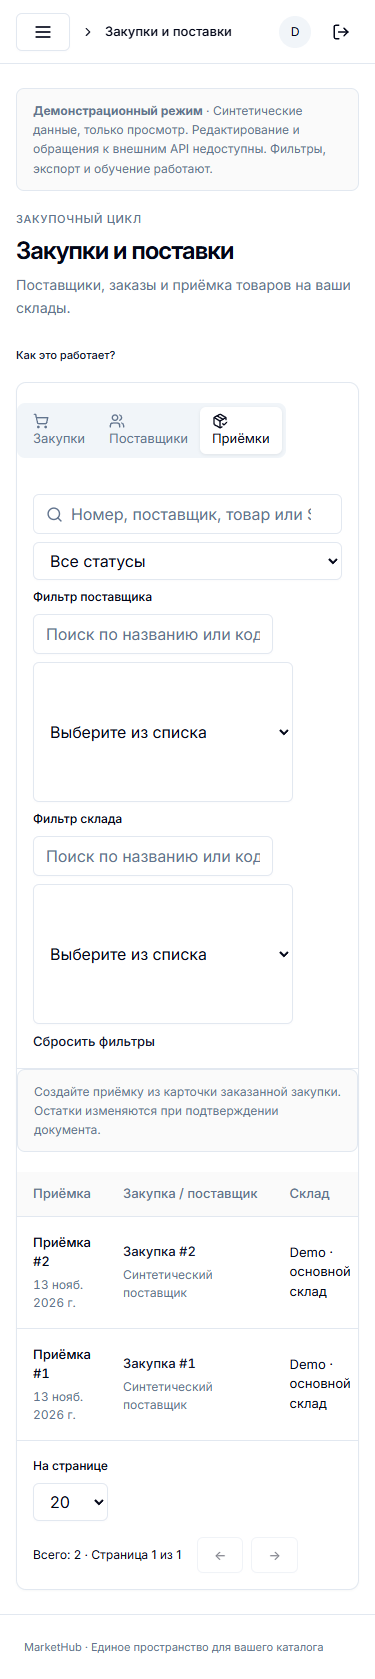 Закупки и поставки
D
Демонстрационный режим · Синтетические
данные, только просмотр. Редактирование и
обращения к внешним API недоступны. Фильтры,
экспорт и обучение работают.
ЗАКУПОЧНЫЙ ЦИКЛ
Закупки и поставки
Поставщики, заказы и приёмка товаров на ваши
склады.
Как это работает?
Закупки
Поставщики
Приёмки
Номер, поставщик, товар или
Все статусы
Фильтр поставщика
Поиск по названию или код
Выберите из списка
Фильтр склада
Поиск по названию или код
Выберите из списка
Сбросить фильтры
Создайте приёмку из карточки заказанной закупки.
Остатки изменяются при подтверждении
документа.
Приёмка Закупка / поставщик Склад
Приёмка
#2
13 нояб.
2026 г.
Закупка #2
Синтетический
поставщик
Demo ·
основной
склад
Приёмка
#1
13 нояб.
2026 г.
Закупка #1
Синтетический
поставщик
Demo ·
основной
склад
На странице
20
Всего: 2 · Страница 1 из 1 ← →
MarketHub · Единое пространство для вашего каталога